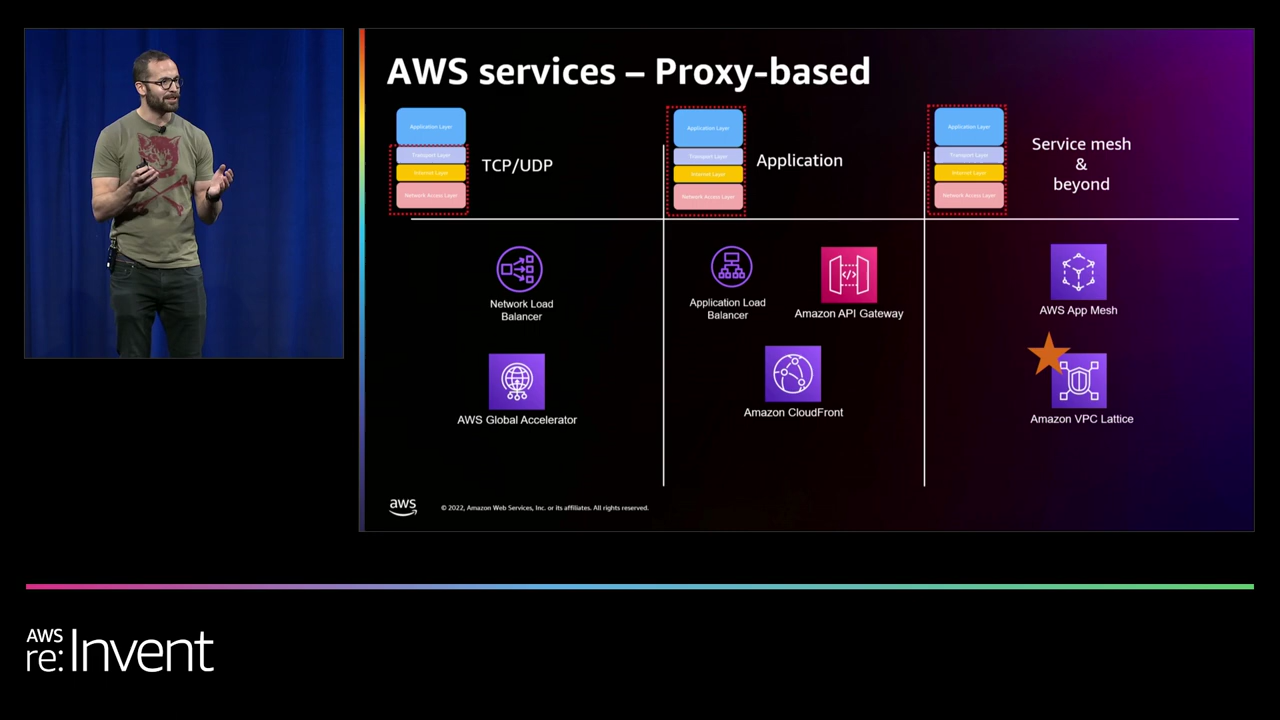 AWS services – Proxy-based
Application Layer
Transport Layer
Internet Layer
Network Access Layer
TCP/UDP
Application Layer
Transport Layer
Internet Layer
Network Access Layer
Application
Application Layer
Transport Layer
Internet Layer
Network Access Layer
Service mesh
&
beyond
Network Load
Balancer
AWS Global Accelerator
Application Load
Balancer
Amazon API Gateway
Amazon CloudFront
AWS App Mesh
Amazon VPC Lattice
aws
© 2022, Amazon Web Services, Inc. or its affiliates. All rights reserved.
AWS
re:Invent